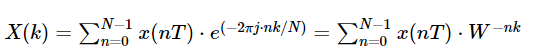 X(k) = ∑_{n=0}^{N−1} x(nT) · e^{(−2πj·nk/N)} = ∑_{n=0}^{N−1} x(nT) · W^{−nk}